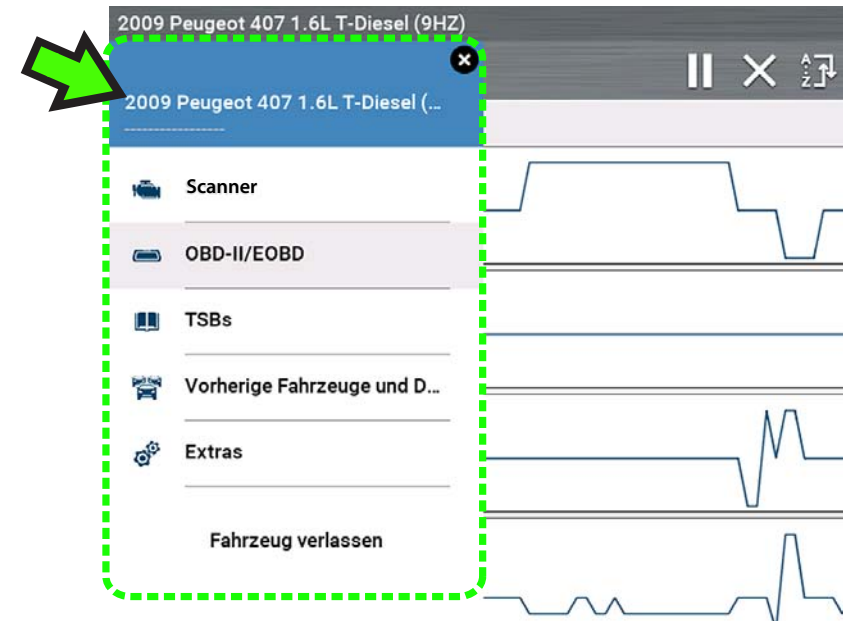 2009 Peugeot 407 1.6L T-Diesel (9HZ)
2009 Peugeot 407 1.6L T-Diesel (...
-----------------
Scanner
OBD-II/EOBD
TSBs
Vorherige Fahrzeuge und D...
Extras
Fahrzeug verlassen
A
Z